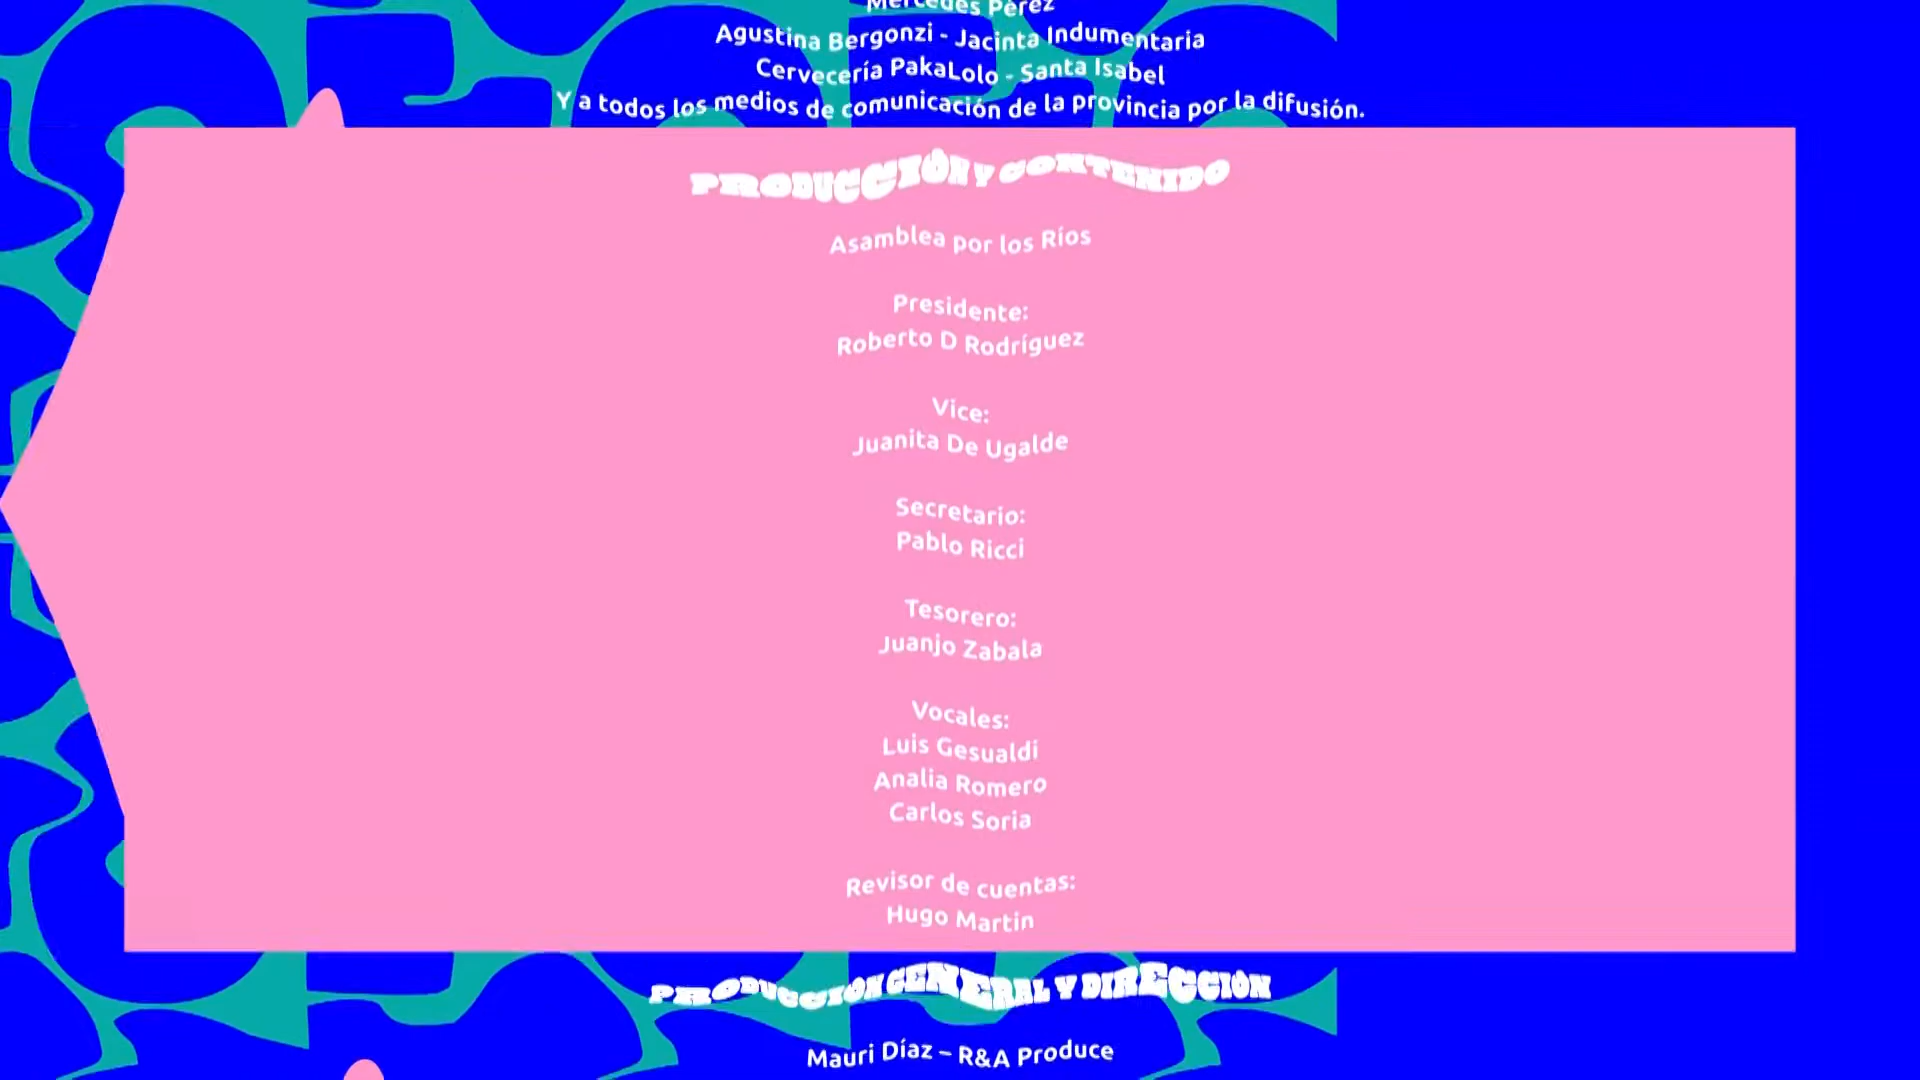 Mercedes Pérez
Agustina Bergonzi - Jacinta Indumentaria
Cervecería PakaLolo - Santa Isabel
Y a todos los medios de comunicación de la provincia por la difusión.
PRODUCCIÓN Y CONTENIDO
Asamblea por los Ríos
Presidente:
Roberto D Rodríguez
Vice:
Juanita De Ugalde
Secretario:
Pablo Ricci
Tesorero:
Juanjo Zabala
Vocales:
Luis Gesualdi
Analia Romero
Carlos Soria
Revisor de cuentas:
Hugo Martin
PRODUCCIÓN GENERAL Y DIRECCIÓN
Mauri Díaz – R&A Produce